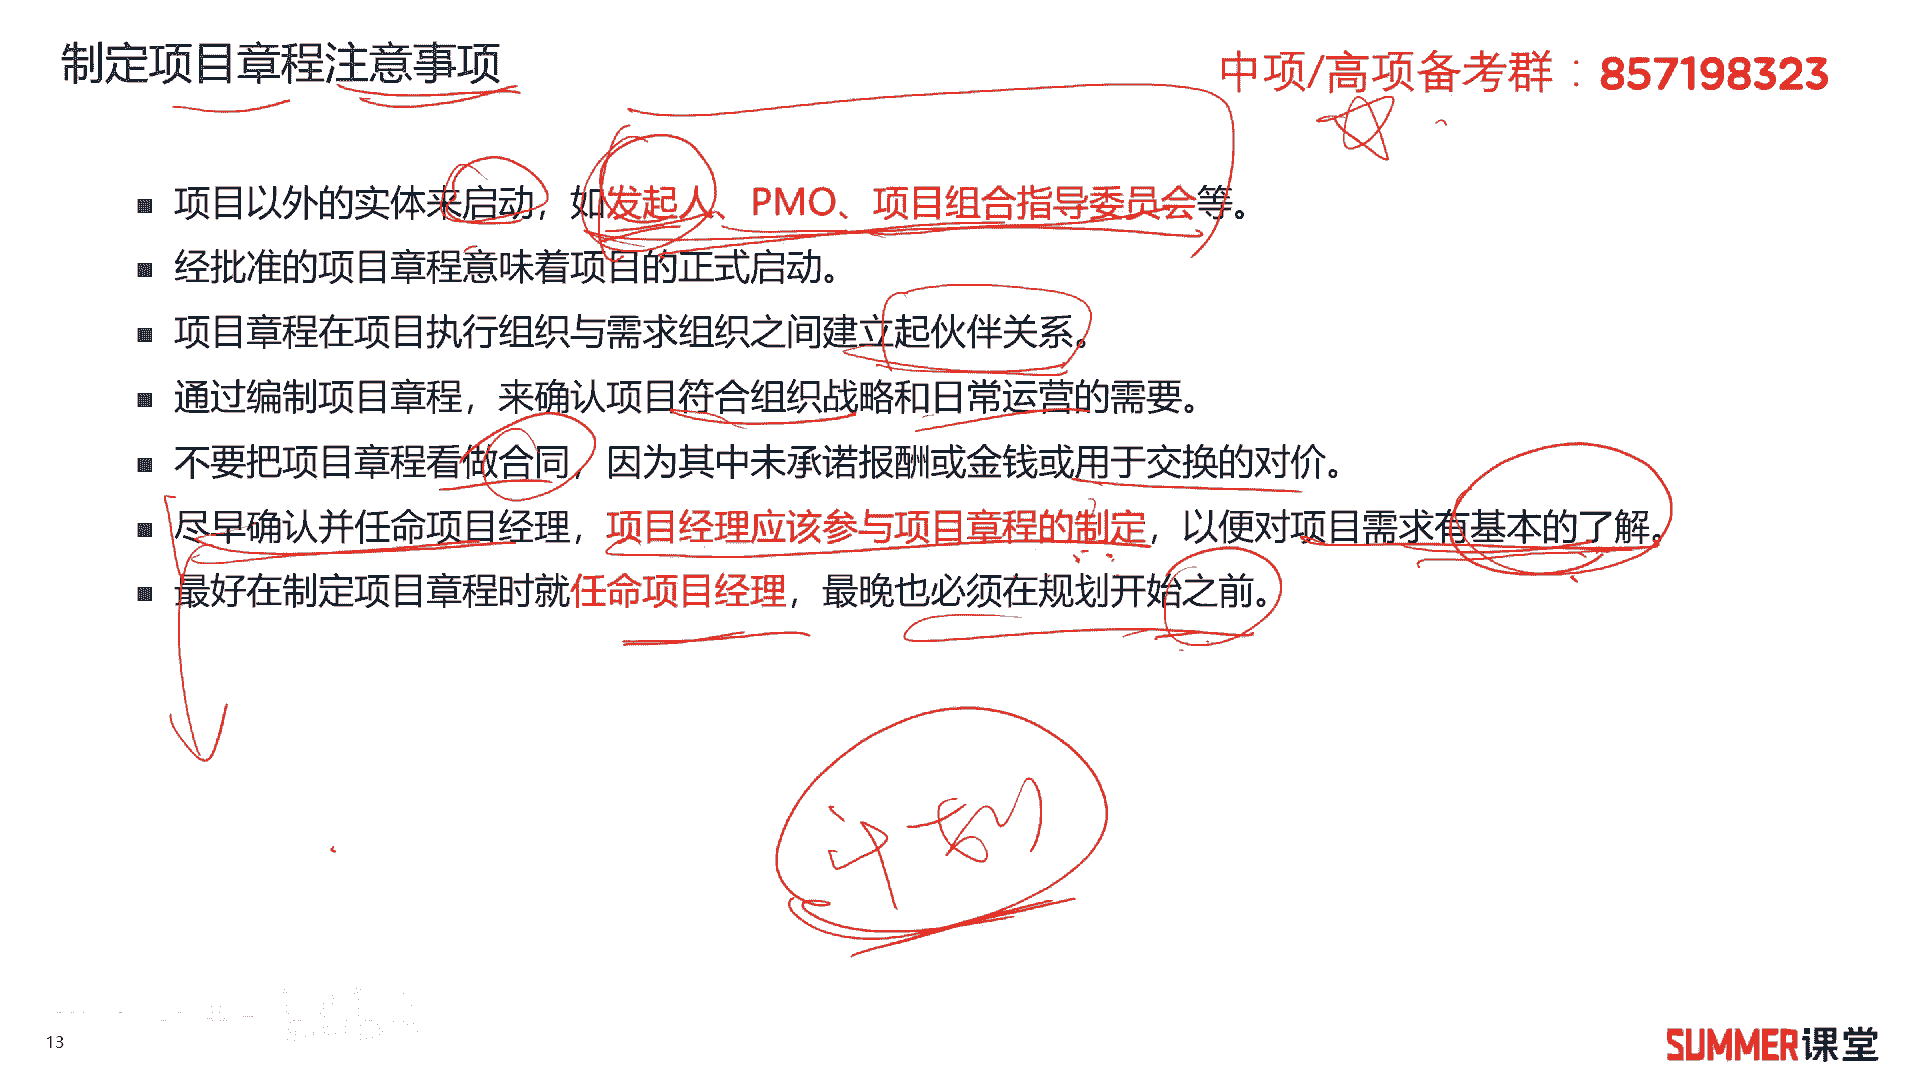 制定项目章程注意事项
中项/高项备考群：857198323
■ 项目以外的实体来启动，如发起人、PMO、项目组合指导委员会等。
■ 经批准的项目章程意味着项目的正式启动。
■ 项目章程在项目执行组织与需求组织之间建立起伙伴关系。
■ 通过编制项目章程，来确认项目符合组织战略和日常运营的需要。
■ 不要把项目章程看做合同，因为其中未承诺报酬或金钱或用于交换的对价。
■ 尽早确认并任命项目经理，项目经理应该参与项目章程的制定，以便对项目需求有基本的了解。
■ 最好在制定项目章程时就任命项目经理，最晚也必须在规划开始之前。
13
SUMMER课堂